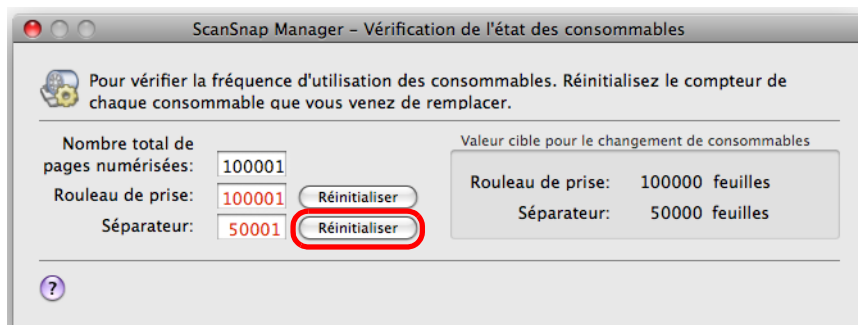 ScanSnap Manager – Vérification de l'état des consommables
Pour vérifier la fréquence d'utilisation des consommables. Réinitialisez le compteur de
chaque consommable que vous venez de remplacer.
Nombre total de
pages numérisées: 100001
Rouleau de prise: 100001 Réinitialiser
Séparateur: 50001 Réinitialiser
Valeur cible pour le changement de consommables
Rouleau de prise: 100000 feuilles
Séparateur: 50000 feuilles
?